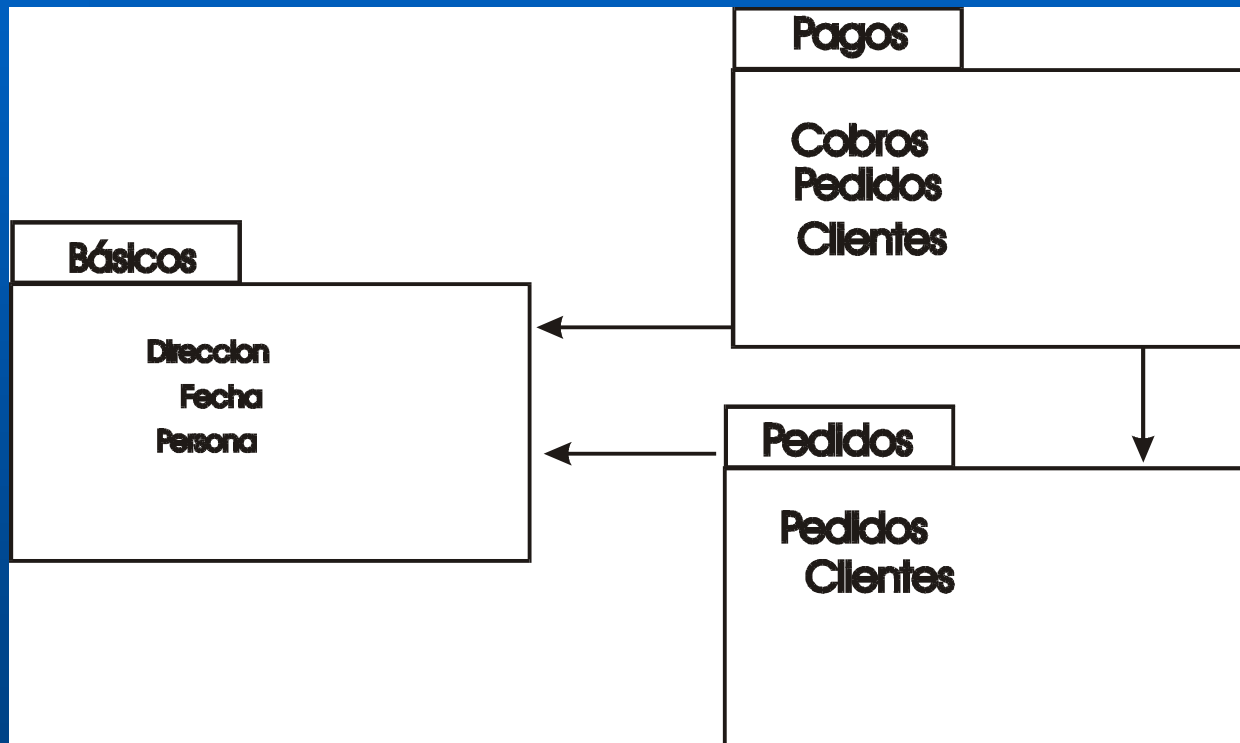 Pagos
Cobros
Pedidos
Clientes
Básicos
Direccion
Fecha
Persona
Pedidos
Pedidos
Clientes